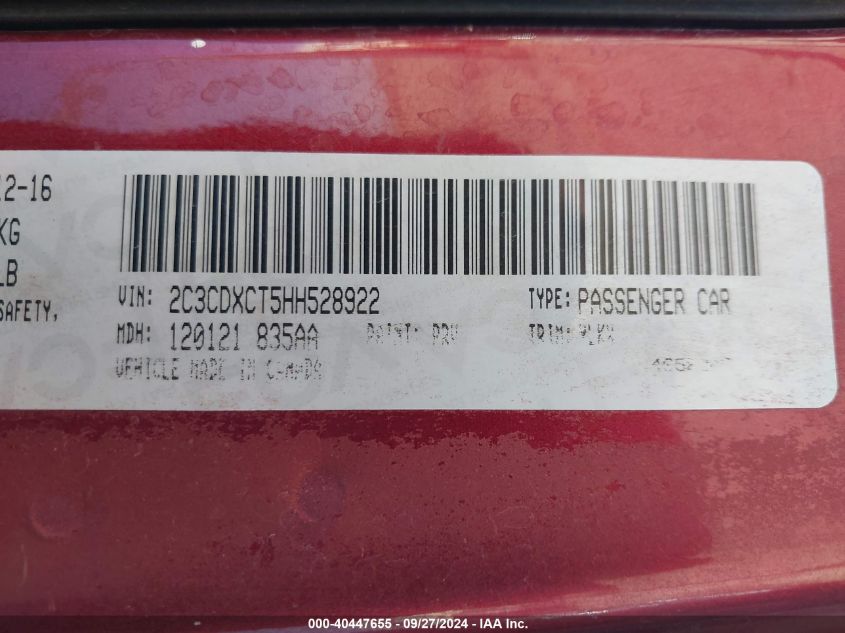 12-16
KG
LB
SAFETY,
VIN: 2C3CDXCT5HH528922 TYPE: PASSENGER CAR
MDH: 120121 835AA PAINT: PRV TRIM:
VEHICLE MADE IN CANADA
000-40447655 - 09/27/2024 - IAA, Inc.